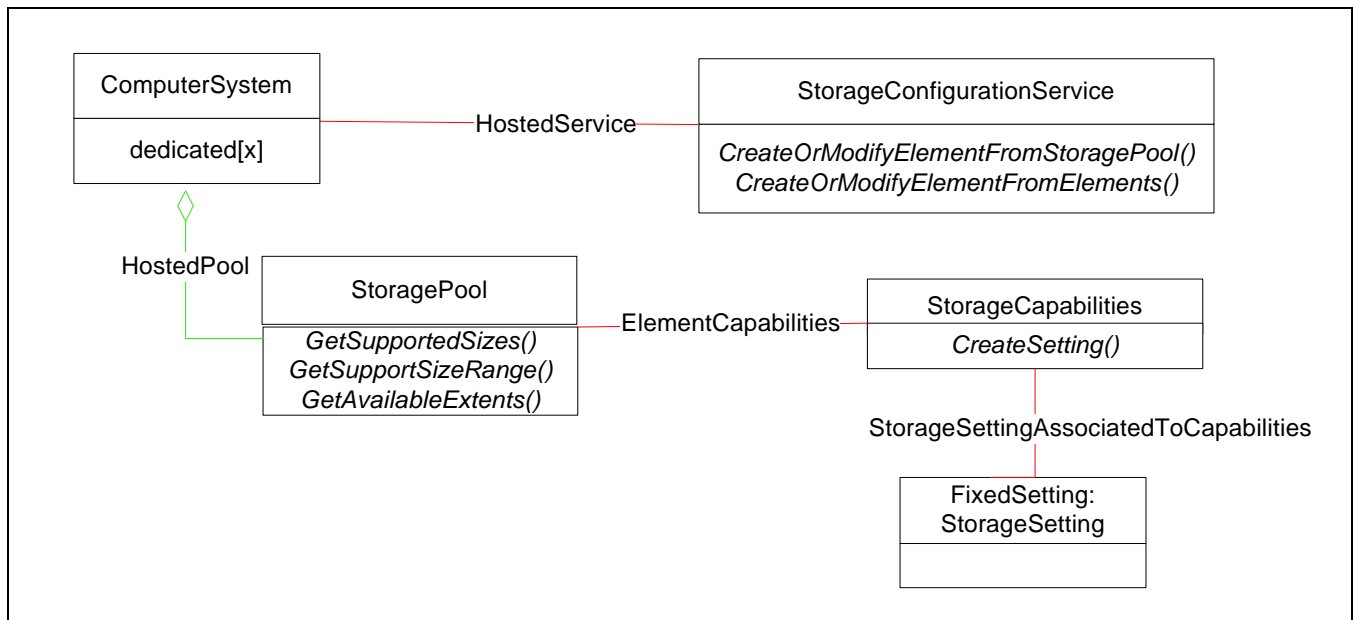 ComputerSystem
dedicated[x]
HostedService
StorageConfigurationService
CreateOrModifyElementFromStoragePool()
CreateOrModifyElementFromElements()
HostedPool
StoragePool
GetSupportedSizes()
GetSupportSizeRange()
GetAvailableExtents()
ElementCapabilities
StorageCapabilities
CreateSetting()
StorageSettingAssociatedToCapabilities
FixedSetting:
StorageSetting